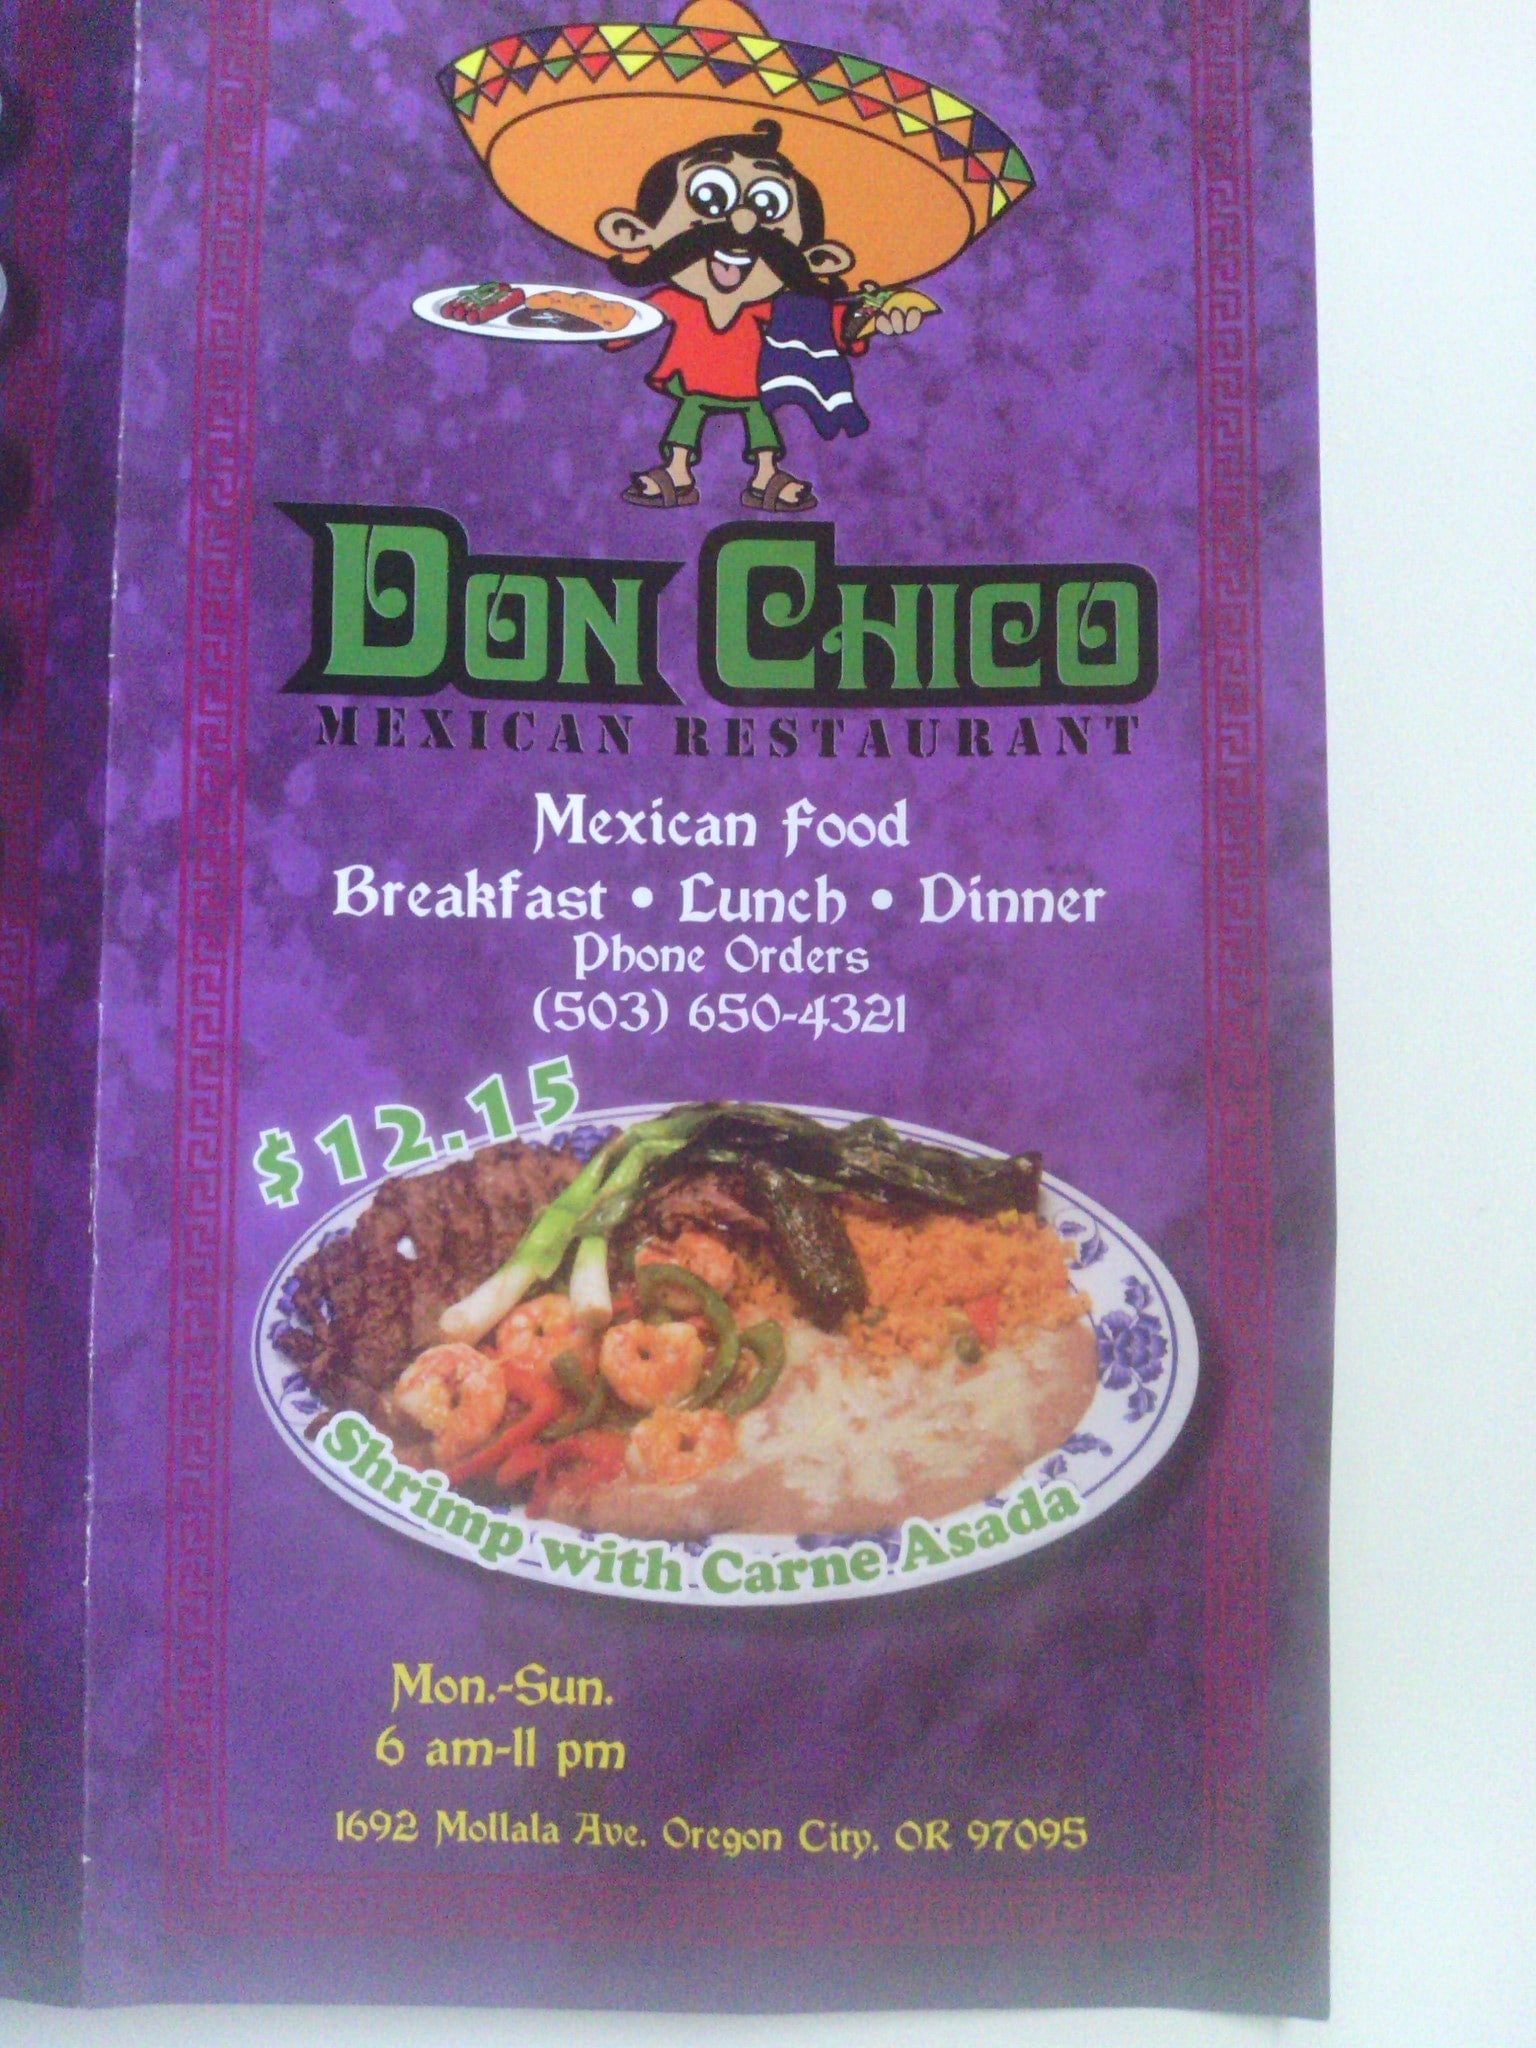 DON CHICO
MEXICAN RESTAURANT
Mexican Food
Breakfast • Lunch • Dinner
Phone Orders
(503) 650-4321
$12.15
Shrimp with Carne Asada
Mon.-Sun.
6 am-11 pm
1692 Mollala Ave. Oregon City, OR 97095